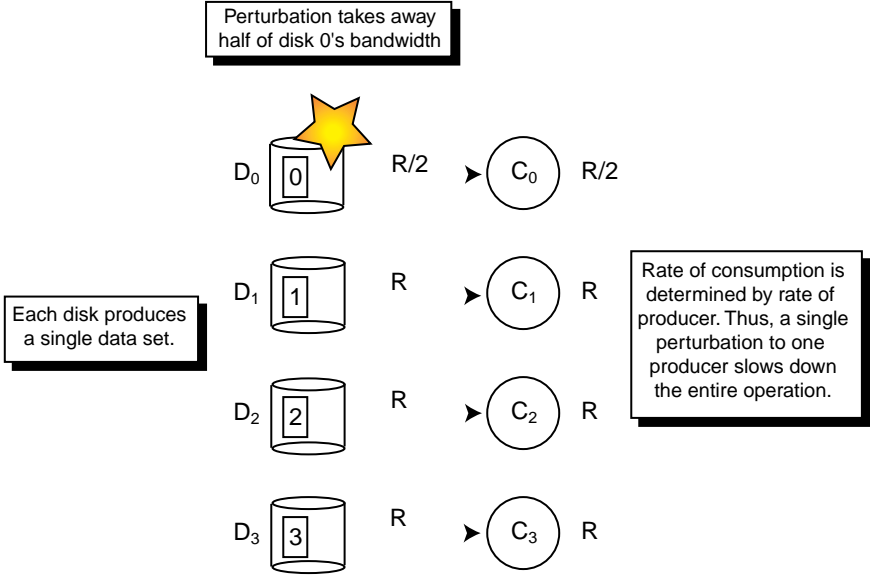 Perturbation takes away
half of disk 0's bandwidth
D₀ 0 R/2 C₀ R/2
D₁ 1 R C₁ R
Each disk produces
a single data set.
Rate of consumption is
determined by rate of
producer. Thus, a single
perturbation to one
producer slows down
the entire operation.
D₂ 2 R C₂ R
D₃ 3 R C₃ R